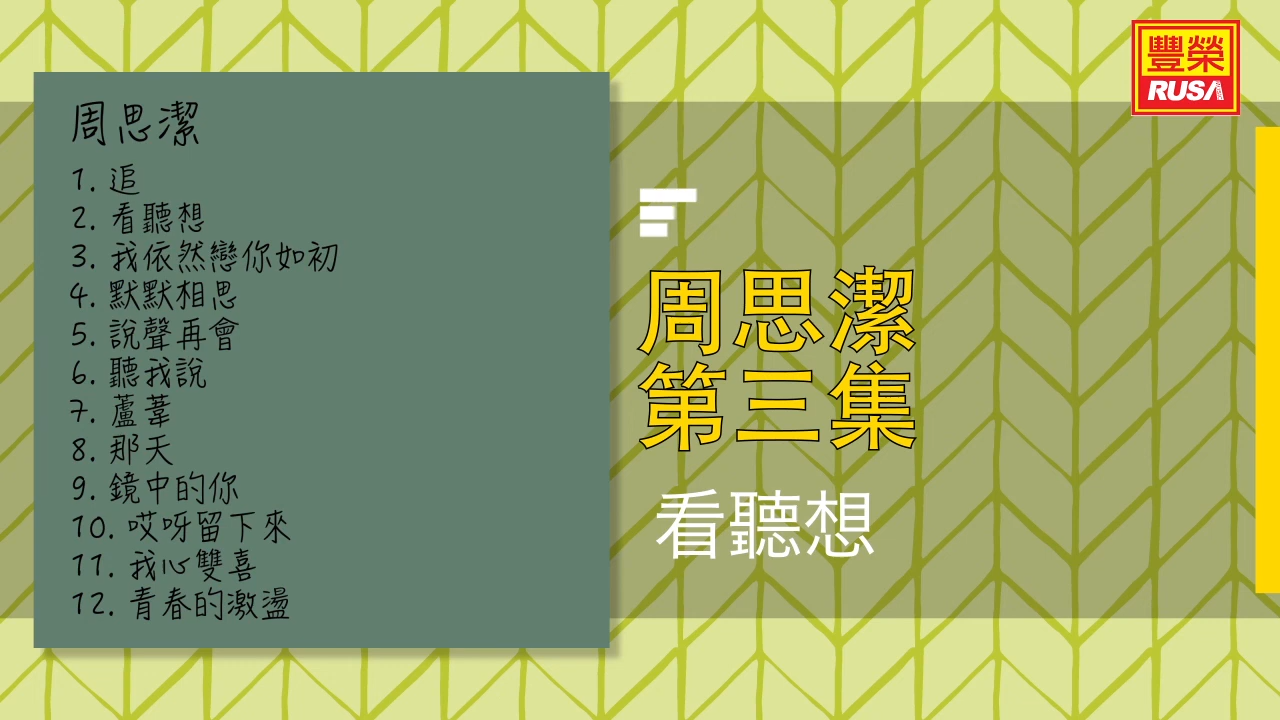 豐榮
RUSA
周思潔
1. 追
2. 看聽想
3. 我依然戀你如初
4. 默默相思
5. 說聲再會
6. 聽我說
7. 蘆葦
8. 那天
9. 鏡中的你
10. 哎呀留下來
11. 我心雙喜
12. 青春的激盪
周思潔
第三集
看聽想